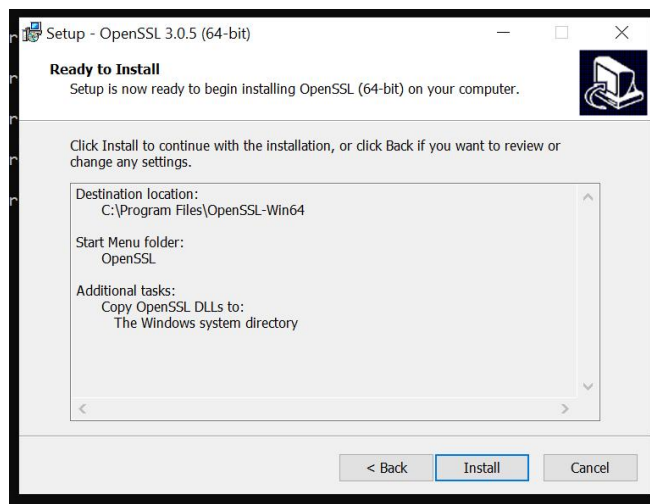 Setup - OpenSSL 3.0.5 (64-bit)
Ready to Install
Setup is now ready to begin installing OpenSSL (64-bit) on your computer.
Click Install to continue with the installation, or click Back if you want to review or
change any settings.
Destination location:
C:\Program Files\OpenSSL-Win64
Start Menu folder:
OpenSSL
Additional tasks:
Copy OpenSSL DLLs to:
The Windows system directory
< Back
Install
Cancel